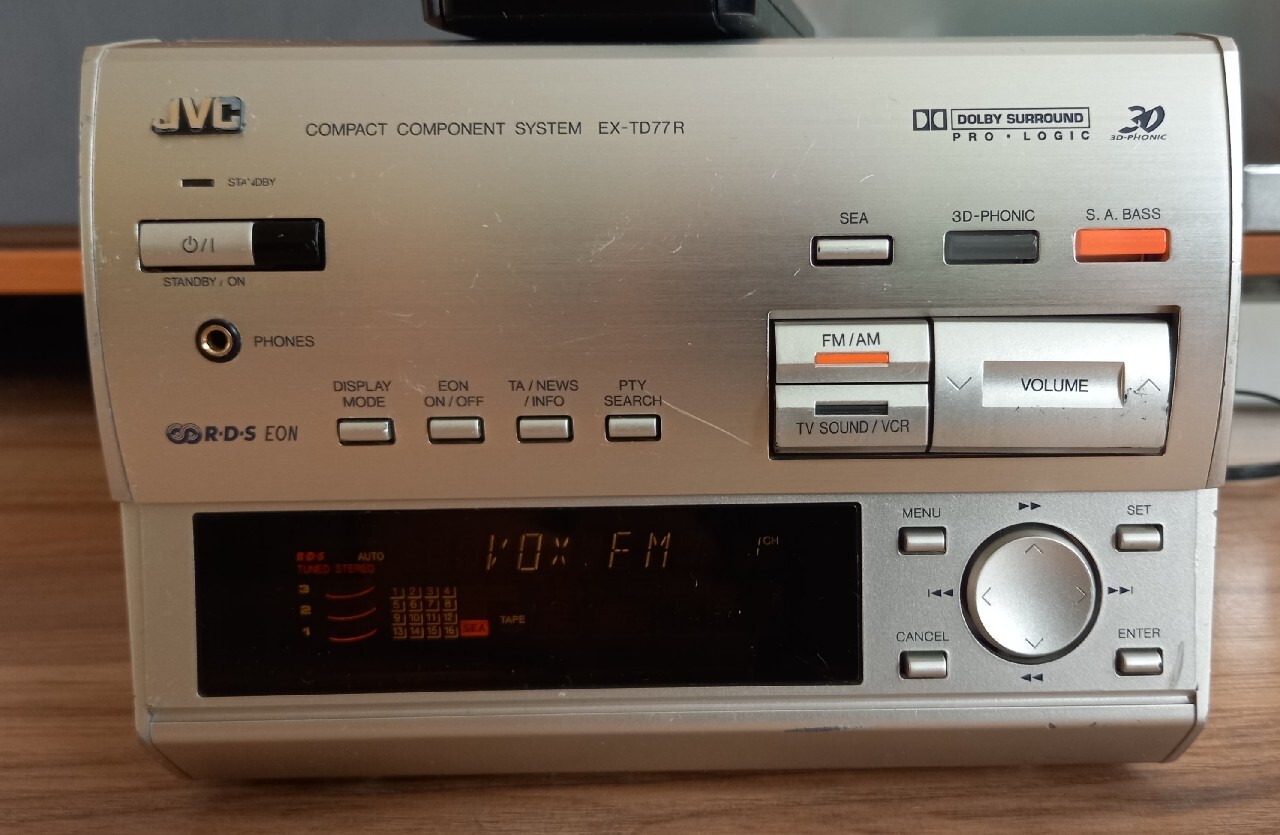 JVC
COMPACT COMPONENT SYSTEM EX-TD77R
DOLBY SURROUND
PRO • LOGIC
3D
3D-PHONIC
STANDBY
⏻/I
STANDBY / ON
SEA
3D-PHONIC
S. A. BASS
PHONES
FM / AM
VOLUME
TV SOUND / VCR
DISPLAY
MODE
EON
ON / OFF
TA / NEWS
/ INFO
PTY
SEARCH
R·D·S EON
MENU
SET
CANCEL
ENTER
R·D·S AUTO
TUNED STEREO
VOX FM
1 CH
3
2
1
1 2 3 4
5 6 7 8
9 10 11 12
13 14 15 16
SEA
TAPE